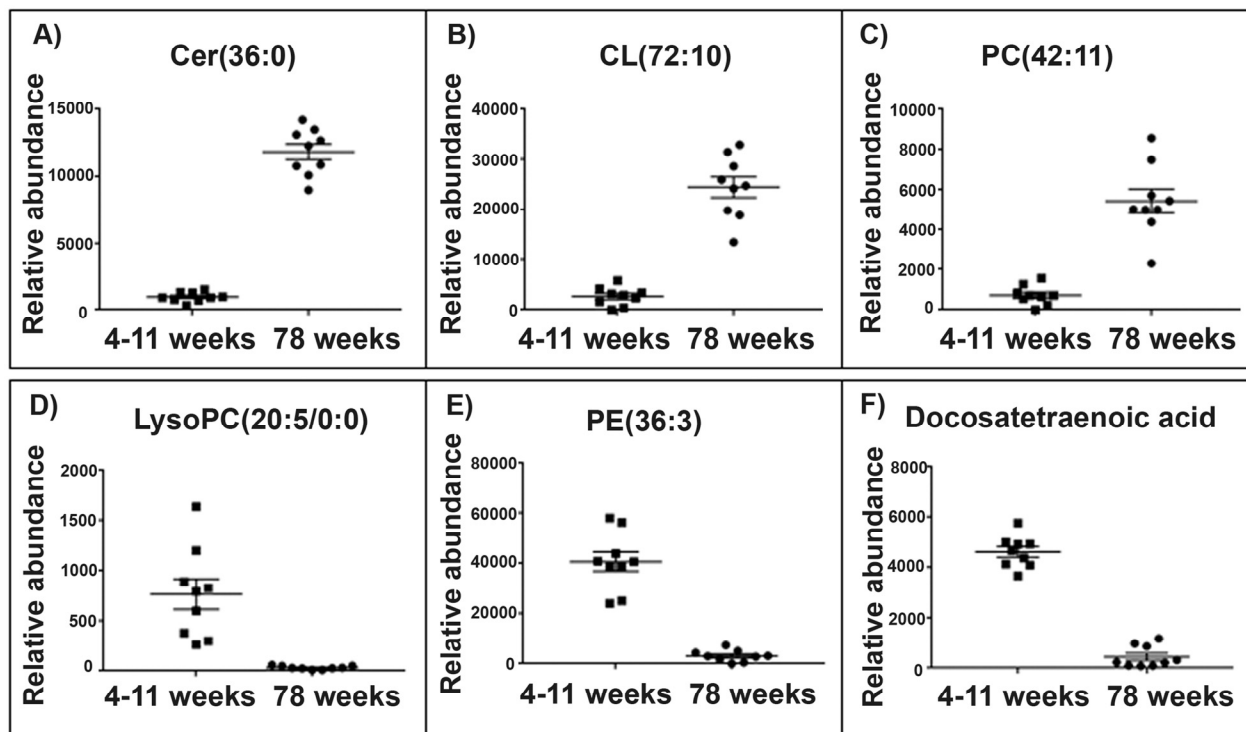 A)
Cer(36:0)
Relative abundance
15000
10000
5000
0
4-11 weeks 78 weeks
B)
CL(72:10)
Relative abundance
40000
30000
20000
10000
0
4-11 weeks 78 weeks
C)
PC(42:11)
Relative abundance
10000
8000
6000
4000
2000
0
4-11 weeks 78 weeks
D)
LysoPC(20:5/0:0)
Relative abundance
2000
1500
1000
500
0
4-11 weeks 78 weeks
E)
PE(36:3)
Relative abundance
80000
60000
40000
20000
0
4-11 weeks 78 weeks
F)
Docosatetraenoic acid
Relative abundance
8000
6000
4000
2000
0
4-11 weeks 78 weeks